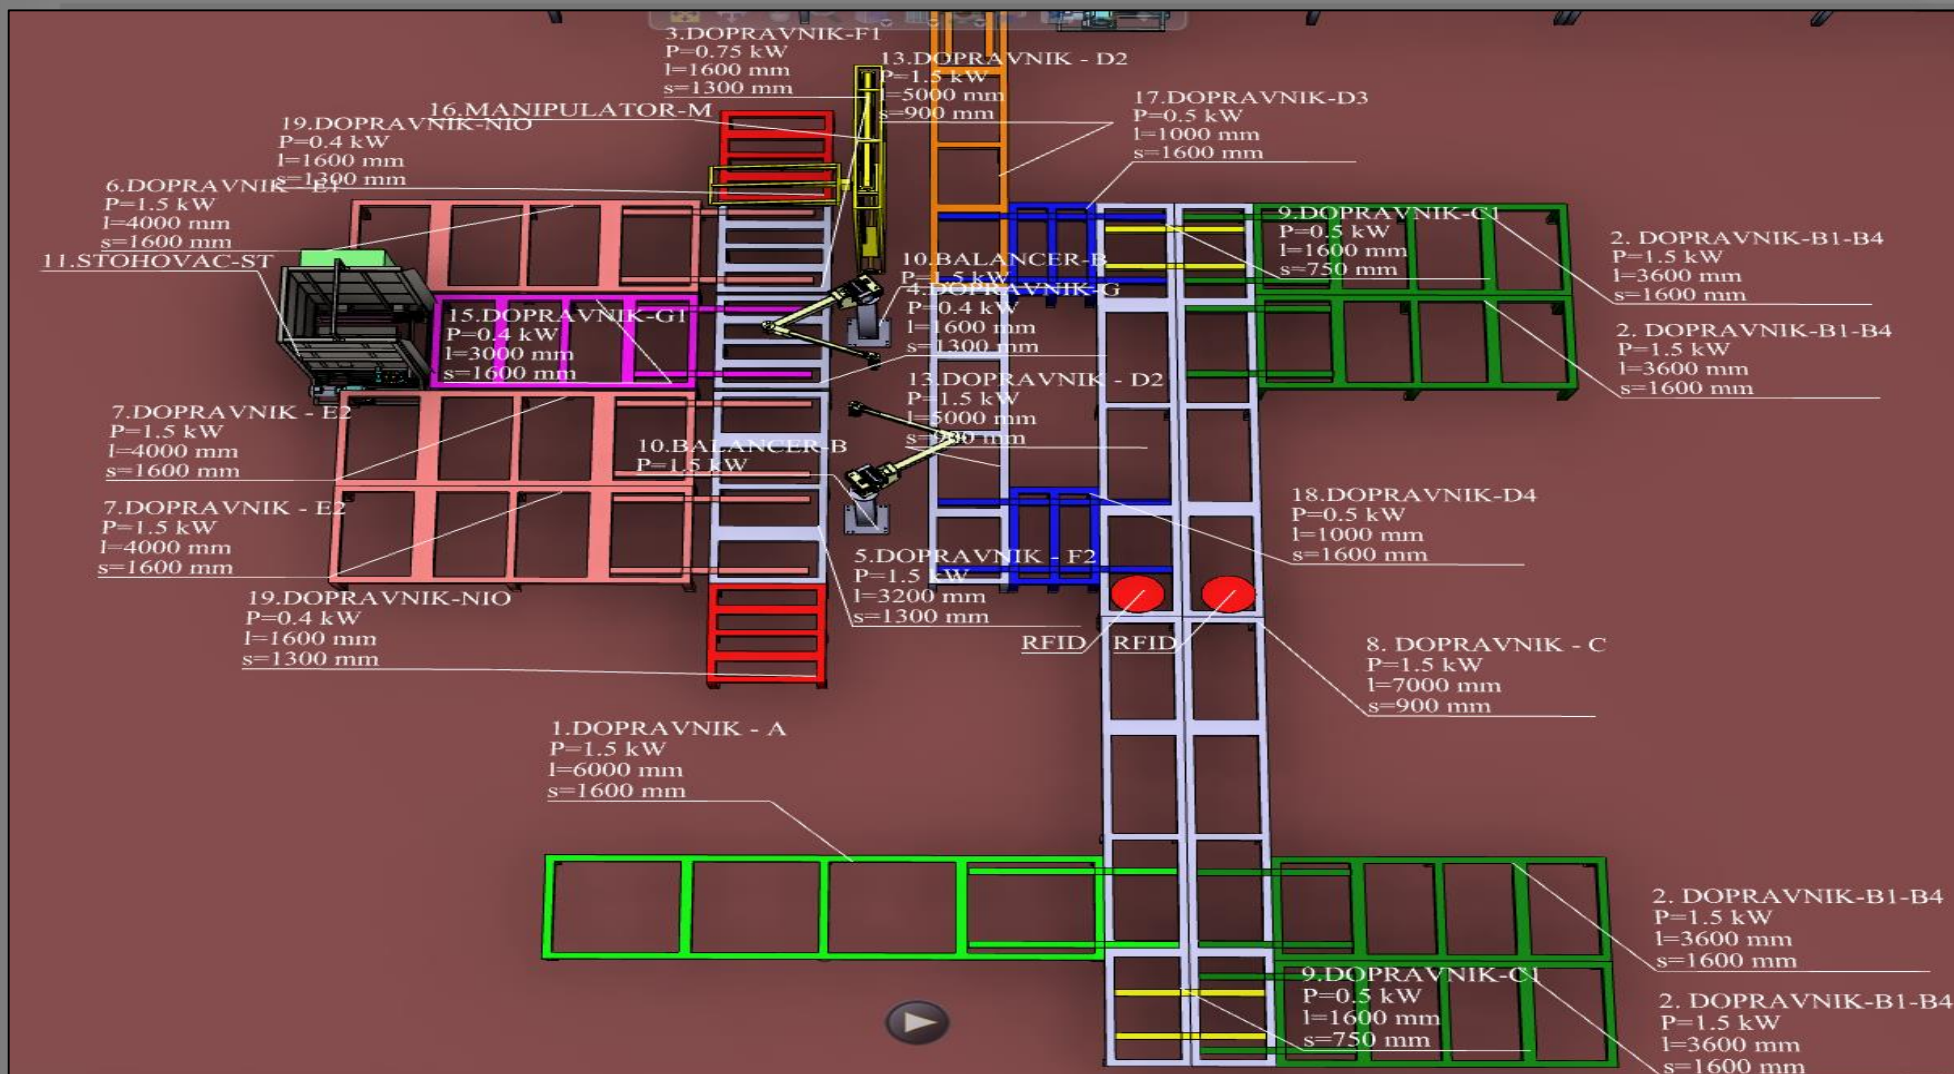 3.DOPRAVNIK-F1
P=0.75 kW
l=1600 mm
s=1300 mm
13.DOPRAVNIK - D2
P=1.5 kW
l=5000 mm
s=900 mm
17.DOPRAVNIK-D3
P=0.5 kW
l=1000 mm
s=1600 mm
16.MANIPULATOR-M
19.DOPRAVNIK-NIO
P=0.4 kW
l=1600 mm
s=1300 mm
6.DOPRAVNIK - E1
P=1.5 kW
l=4000 mm
s=1600 mm
11.STOHOVAC-ST
9.DOPRAVNIK-C1
P=0.5 kW
l=1600 mm
s=750 mm
2. DOPRAVNIK-B1-B4
P=1.5 kW
l=3600 mm
s=1600 mm
10.BALANCER-B
P=1.5 kW
4.DOPRAVNIK-G
P=0.4 kW
l=1600 mm
s=1300 mm
15.DOPRAVNIK-G1
P=0.4 kW
l=3000 mm
s=1600 mm
2. DOPRAVNIK-B1-B4
P=1.5 kW
l=3600 mm
s=1600 mm
13.DOPRAVNIK - D2
P=1.5 kW
l=5000 mm
s=900 mm
7.DOPRAVNIK - E2
P=1.5 kW
l=4000 mm
s=1600 mm
10.BALANCER-B
P=1.5 kW
7.DOPRAVNIK - E2
P=1.5 kW
l=4000 mm
s=1600 mm
18.DOPRAVNIK-D4
P=0.5 kW
l=1000 mm
s=1600 mm
5.DOPRAVNIK - F2
P=1.5 kW
l=3200 mm
s=1300 mm
19.DOPRAVNIK-NIO
P=0.4 kW
l=1600 mm
s=1300 mm
RFID
RFID
8. DOPRAVNIK - C
P=1.5 kW
l=7000 mm
s=900 mm
1.DOPRAVNIK - A
P=1.5 kW
l=6000 mm
s=1600 mm
2. DOPRAVNIK-B1-B4
P=1.5 kW
l=3600 mm
s=1600 mm
9.DOPRAVNIK-C1
P=0.5 kW
l=1600 mm
s=750 mm
2. DOPRAVNIK-B1-B4
P=1.5 kW
l=3600 mm
s=1600 mm